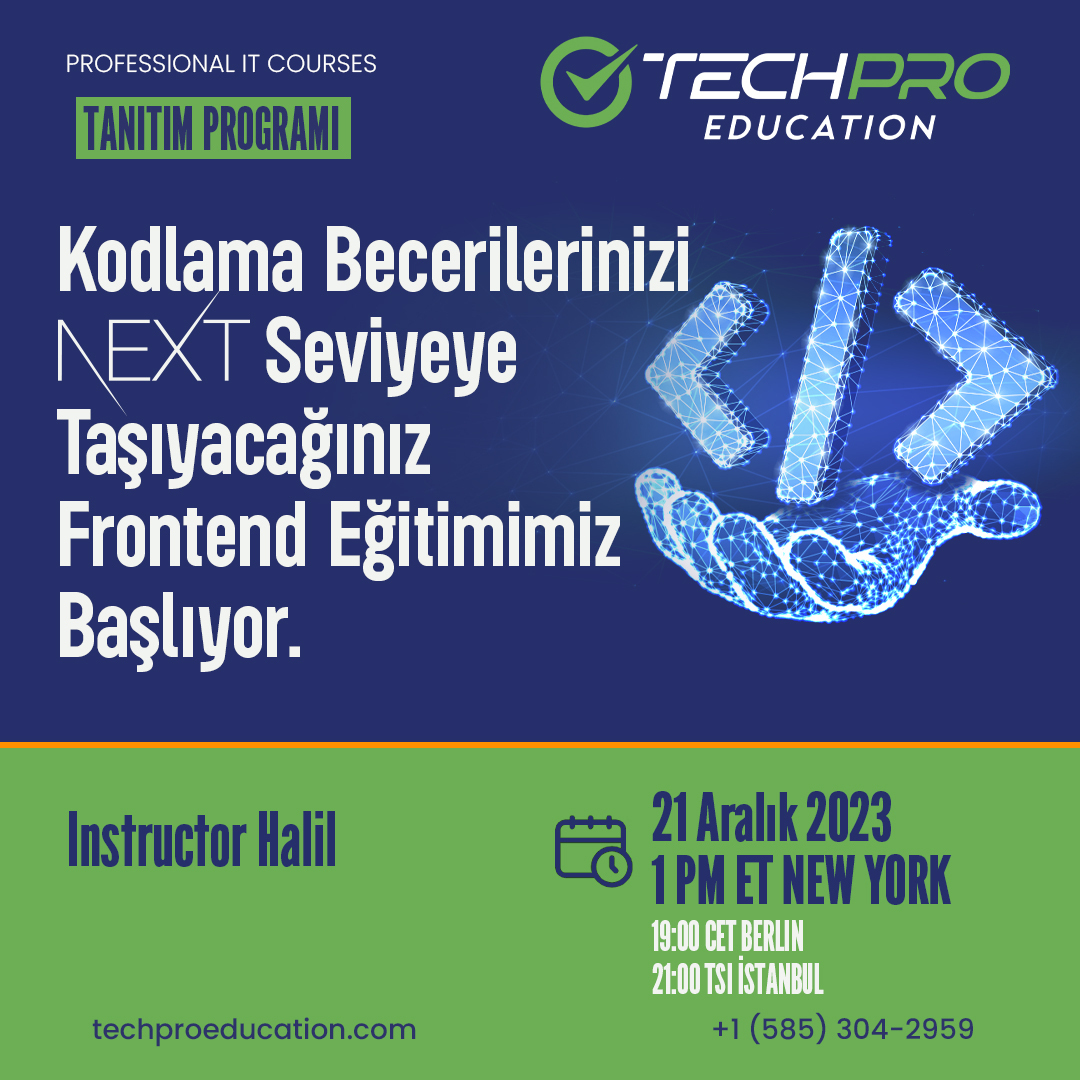 PROFESSIONAL IT COURSES
TANITIM PROGRAMI
TECHPRO
EDUCATION
Kodlama Becerilerinizi
NEXT Seviyeye
Taşıyacağınız
Frontend Eğitimimiz
Başlıyor.
Instructor Halil
21 Aralık 2023
1 PM ET NEW YORK
19:00 CET BERLIN
21:00 TSI İSTANBUL
techproeducation.com
+1 (585) 304-2959